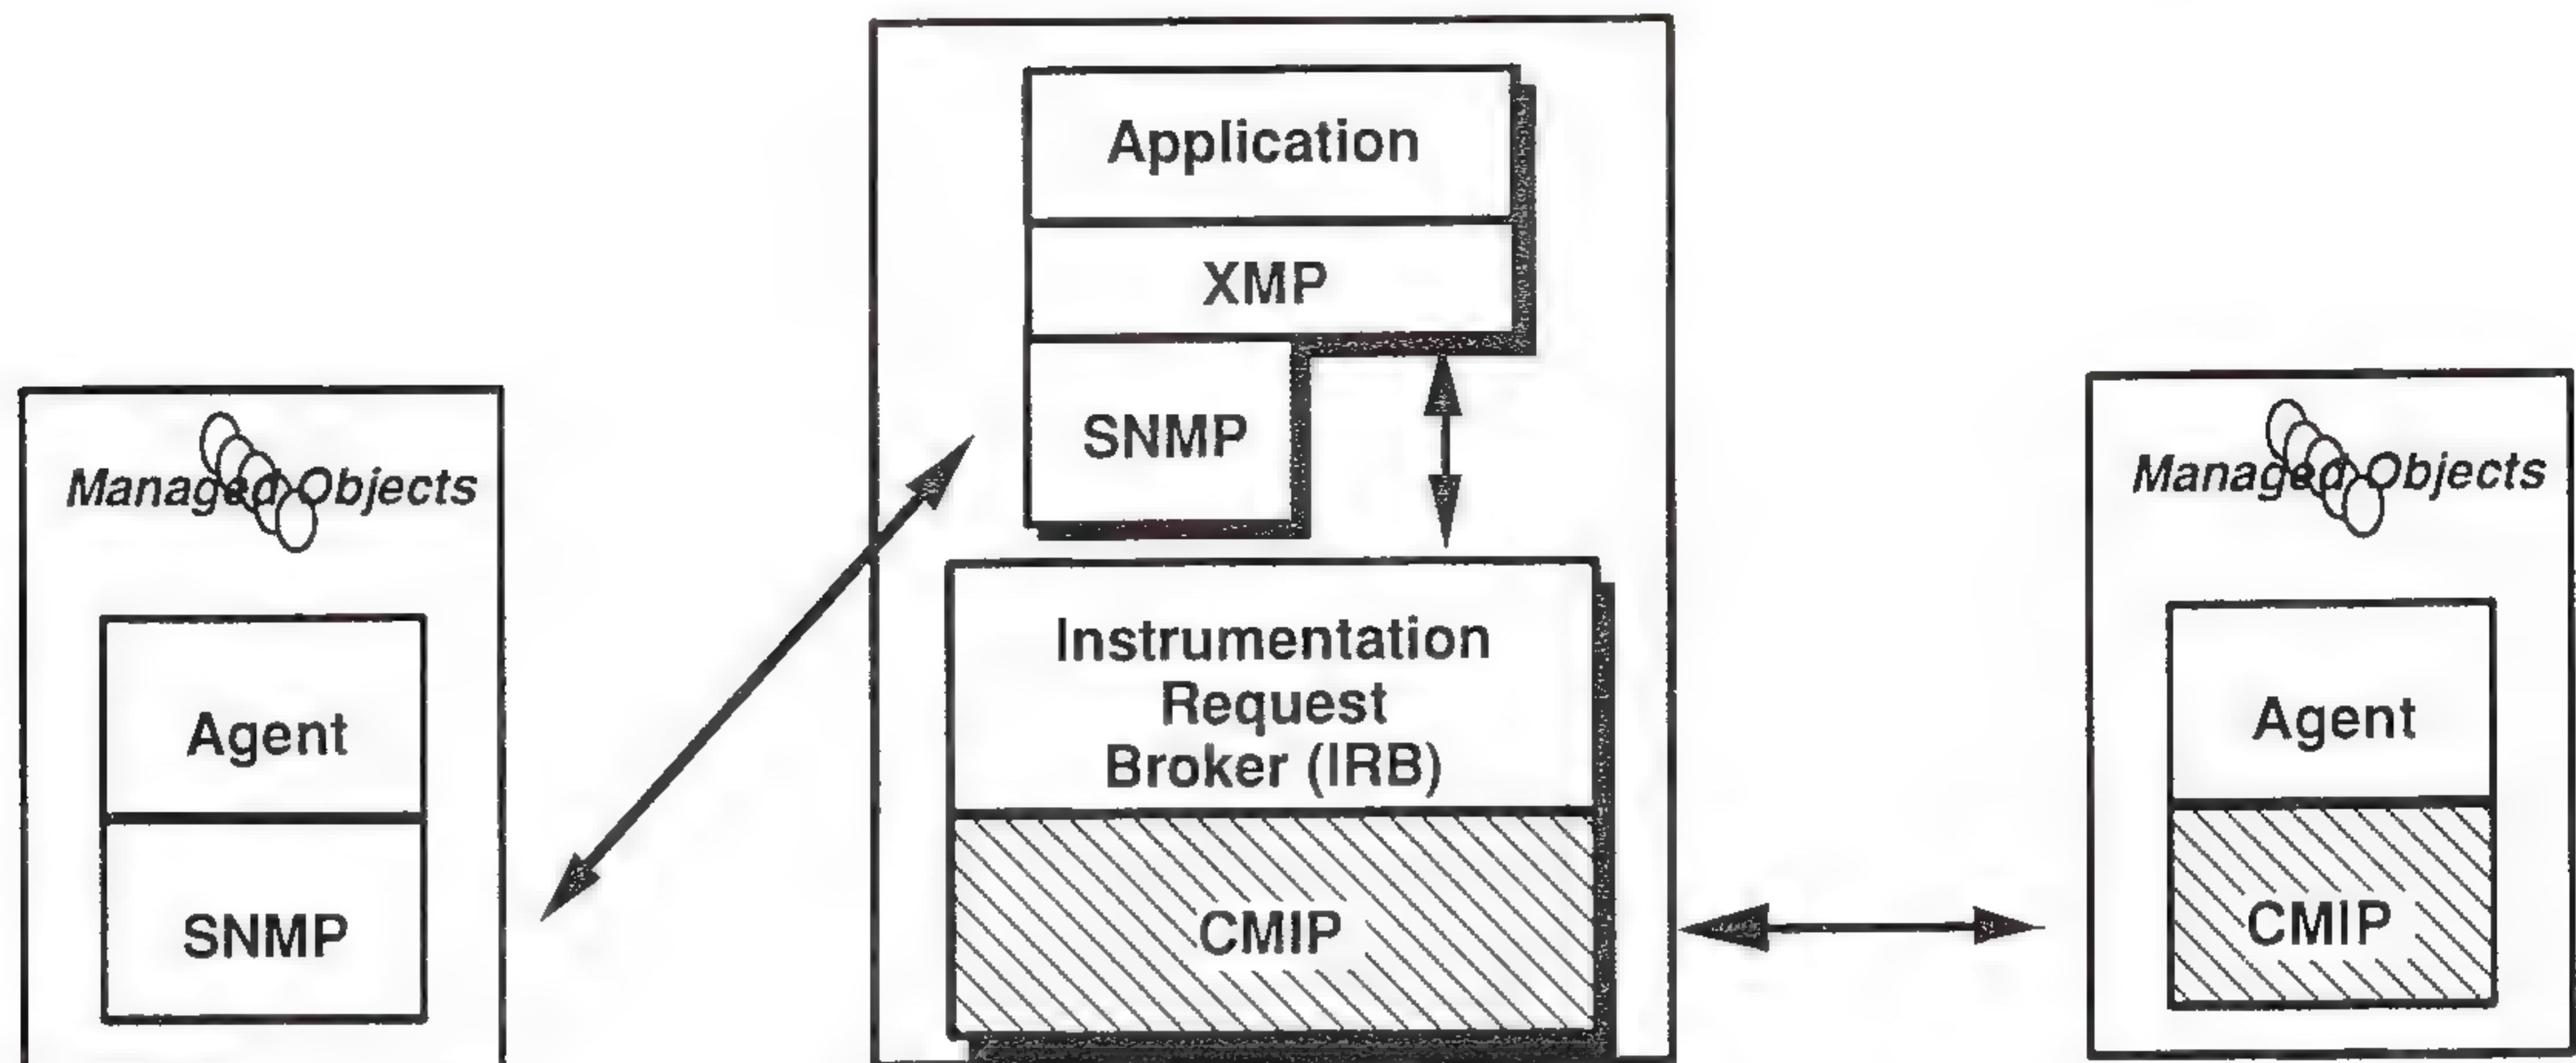 Application
XMP
SNMP
Managed Objects
Agent
SNMP
Instrumentation
Request
Broker (IRB)
CMIP
Managed Objects
Agent
CMIP